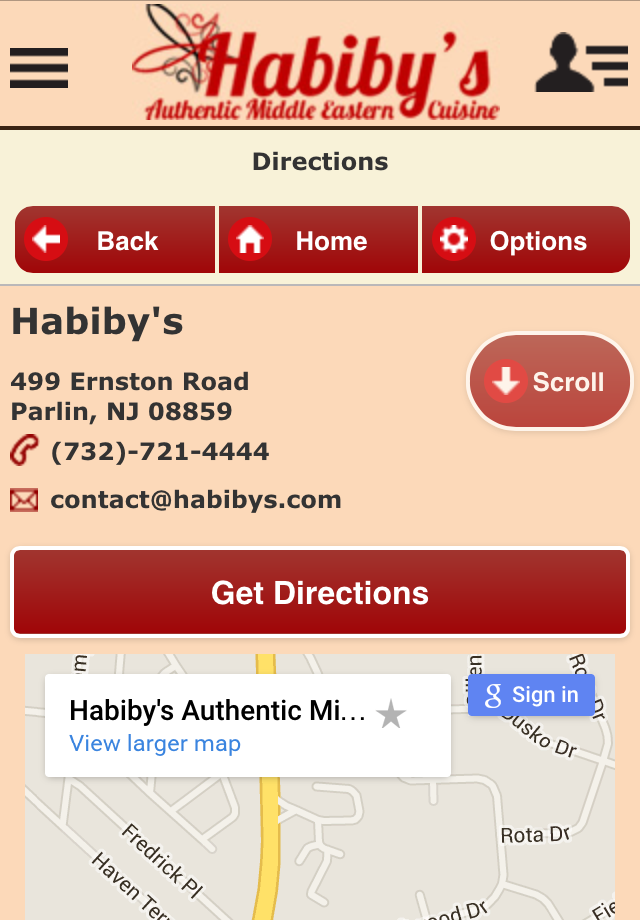 Habiby's
Authentic Middle Eastern Cuisine
Directions
Back
Home
Options
Habiby's
499 Ernston Road
Parlin, NJ 08859
Scroll
(732)-721-4444
contact@habibys.com
Get Directions
Habiby's Authentic Mi...
View larger map
g Sign in
Dusko Dr
Rota Dr
Fredrick Pl
Haven Terr